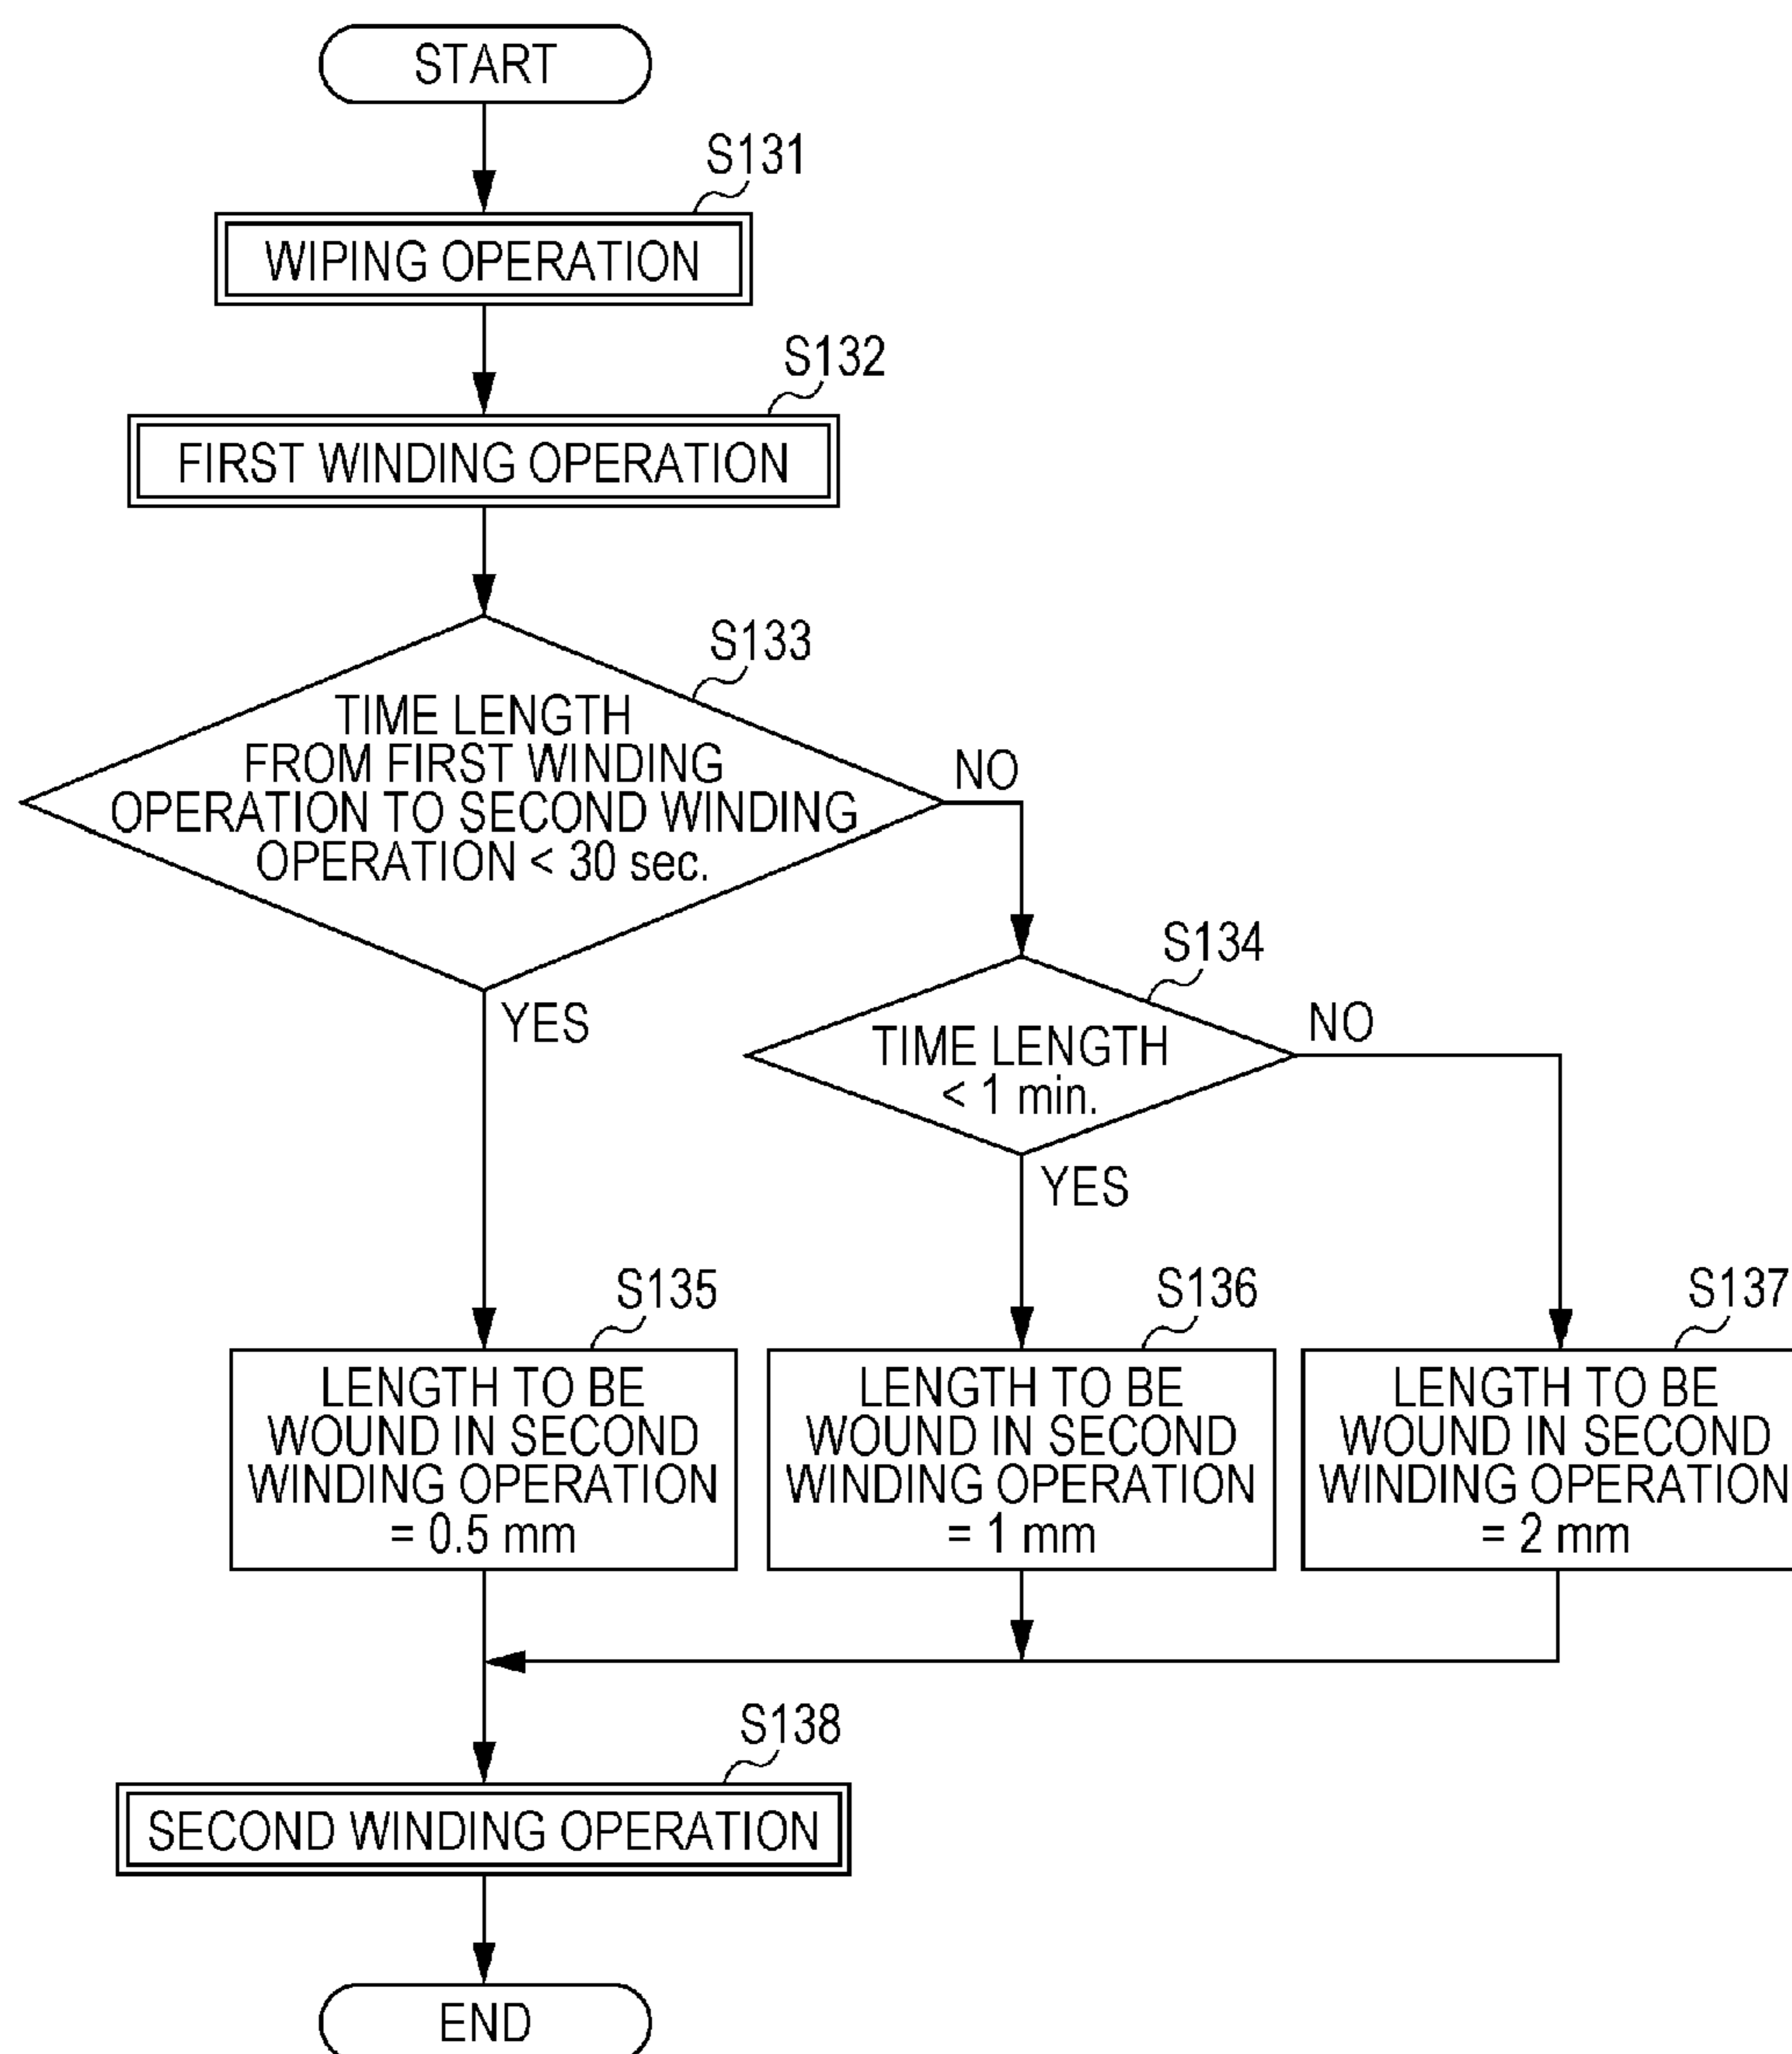 START
S131
WIPING OPERATION
S132
FIRST WINDING OPERATION
S133
TIME LENGTH
FROM FIRST WINDING
OPERATION TO SECOND WINDING
OPERATION < 30 sec.
NO
YES
S134
TIME LENGTH
< 1 min.
NO
YES
S135
LENGTH TO BE
WOUND IN SECOND
WINDING OPERATION
= 0.5 mm
S136
LENGTH TO BE
WOUND IN SECOND
WINDING OPERATION
= 1 mm
S137
LENGTH TO BE
WOUND IN SECOND
WINDING OPERATION
= 2 mm
S138
SECOND WINDING OPERATION
END